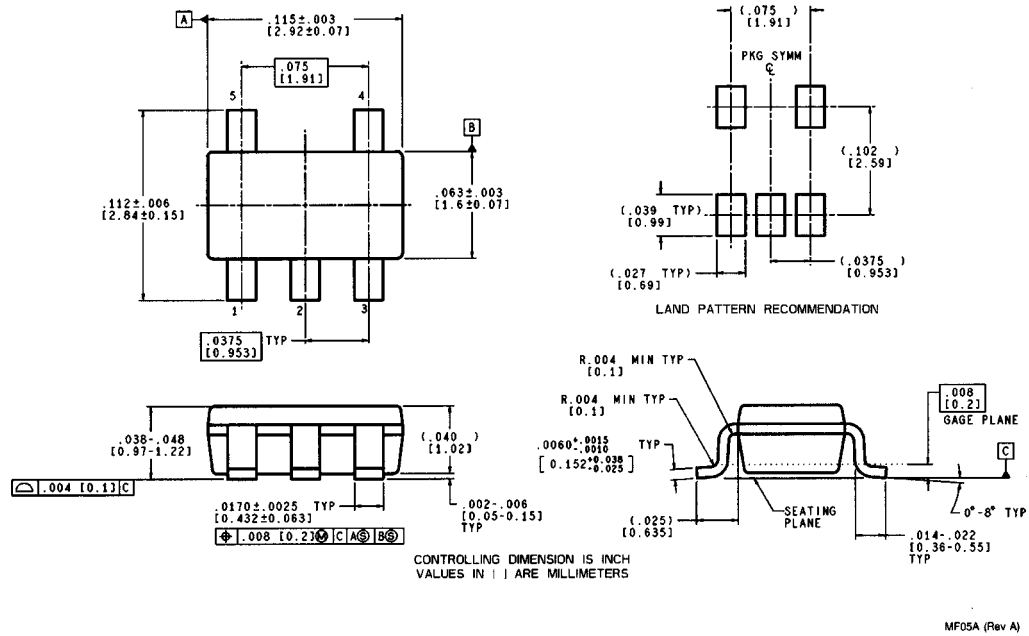 A
.115±.003
[2.92±0.07]
.075
[1.91]
5
4
B
.112±.006
[2.84±0.15]
.063±.003
[1.6±0.07]
1
2
3
.0375 TYP
[0.953]
(.075 )
[1.91]
PKG SYMM
℄
(.102 )
[2.59]
(.039 TYP)
[0.99]
(.027 TYP)
[0.69]
(.0375 )
[0.953]
LAND PATTERN RECOMMENDATION
.038-.048
[0.97-1.22]
(.040 )
[1.02]
⌓ .004 [0.1] C
.0170±.0025 TYP
[0.432±0.063]
⌖ .008 [0.2]Ⓜ C AⓈ BⓈ
.002-.006
[0.05-0.15]
TYP
R.004 MIN TYP
[0.1]
R.004 MIN TYP
[0.1]
.0060+.0015 -.0010 TYP
[0.152+0.038 -0.025]
.008
[0.2]
GAGE PLANE
C
SEATING
PLANE
0°-8° TYP
(.025)
[0.635]
.014-.022
[0.36-0.55]
TYP
CONTROLLING DIMENSION IS INCH
VALUES IN [ ] ARE MILLIMETERS
MF05A (Rev A)